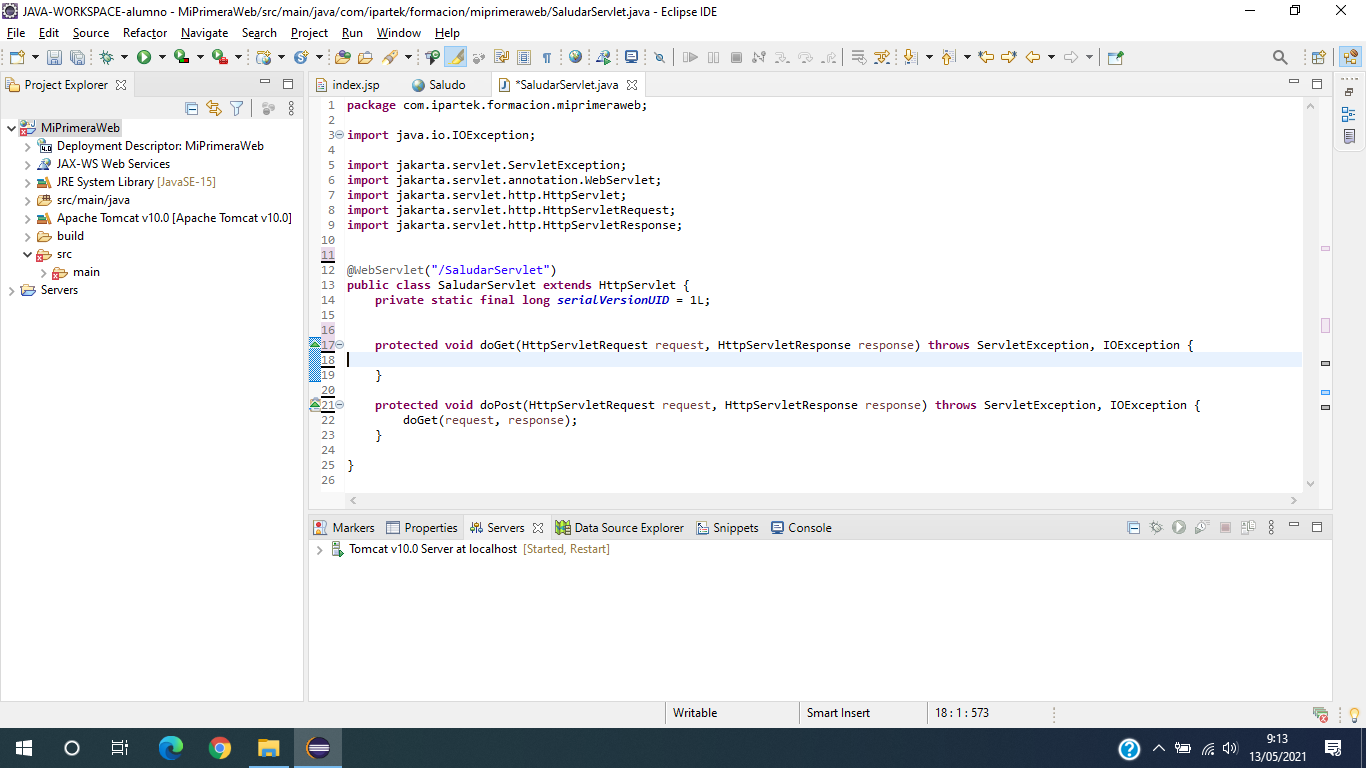 JAVA-WORKSPACE-alumno - MiPrimeraWeb/src/main/java/com/ipartek/formacion/miprimeraweb/SaludarServlet.java - Eclipse IDE
File Edit Source Refactor Navigate Search Project Run Window Help
Project Explorer
MiPrimeraWeb
Deployment Descriptor: MiPrimeraWeb
JAX-WS Web Services
JRE System Library [JavaSE-15]
src/main/java
Apache Tomcat v10.0 [Apache Tomcat v10.0]
build
src
main
Servers
index.jsp Saludo *SaludarServlet.java
1 package com.ipartek.formacion.miprimeraweb;
2
3 import java.io.IOException;
4
5 import jakarta.servlet.ServletException;
6 import jakarta.servlet.annotation.WebServlet;
7 import jakarta.servlet.http.HttpServlet;
8 import jakarta.servlet.http.HttpServletRequest;
9 import jakarta.servlet.http.HttpServletResponse;
10
11
12 @WebServlet("/SaludarServlet")
13 public class SaludarServlet extends HttpServlet {
14 private static final long serialVersionUID = 1L;
15
16
17 protected void doGet(HttpServletRequest request, HttpServletResponse response) throws ServletException, IOException {
18
19 }
20
21 protected void doPost(HttpServletRequest request, HttpServletResponse response) throws ServletException, IOException {
22 doGet(request, response);
23 }
24
25 }
26
Markers Properties Servers Data Source Explorer Snippets Console
Tomcat v10.0 Server at localhost [Started, Restart]
Writable Smart Insert 18 : 1 : 573
9:13
13/05/2021